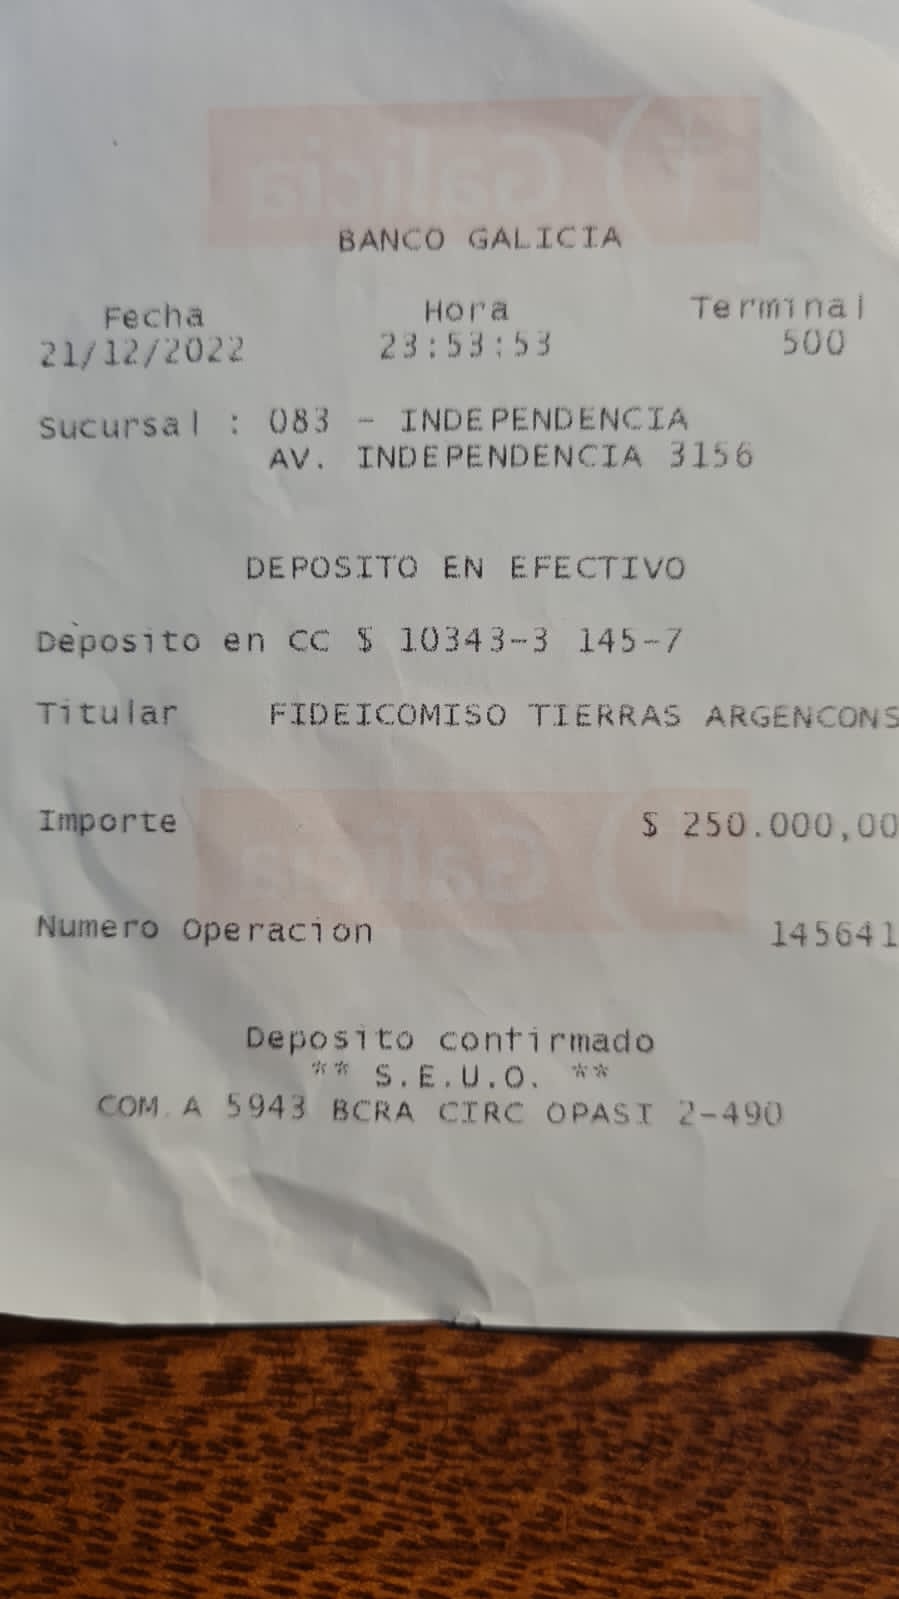 Galicia
BANCO GALICIA
Fecha Hora Terminal
21/12/2022 23:53:53 500
Sucursal : 083 - INDEPENDENCIA
AV. INDEPENDENCIA 3156
DEPOSITO EN EFECTIVO
Deposito en CC $ 10343-3 145-7
Titular FIDEICOMISO TIERRAS ARGENCONS
Importe $ 250.000,00
Galicia
Numero Operacion 145641
Deposito confirmado
** S.E.U.O. **
COM.A 5943 BCRA CIRC OPASI 2-490